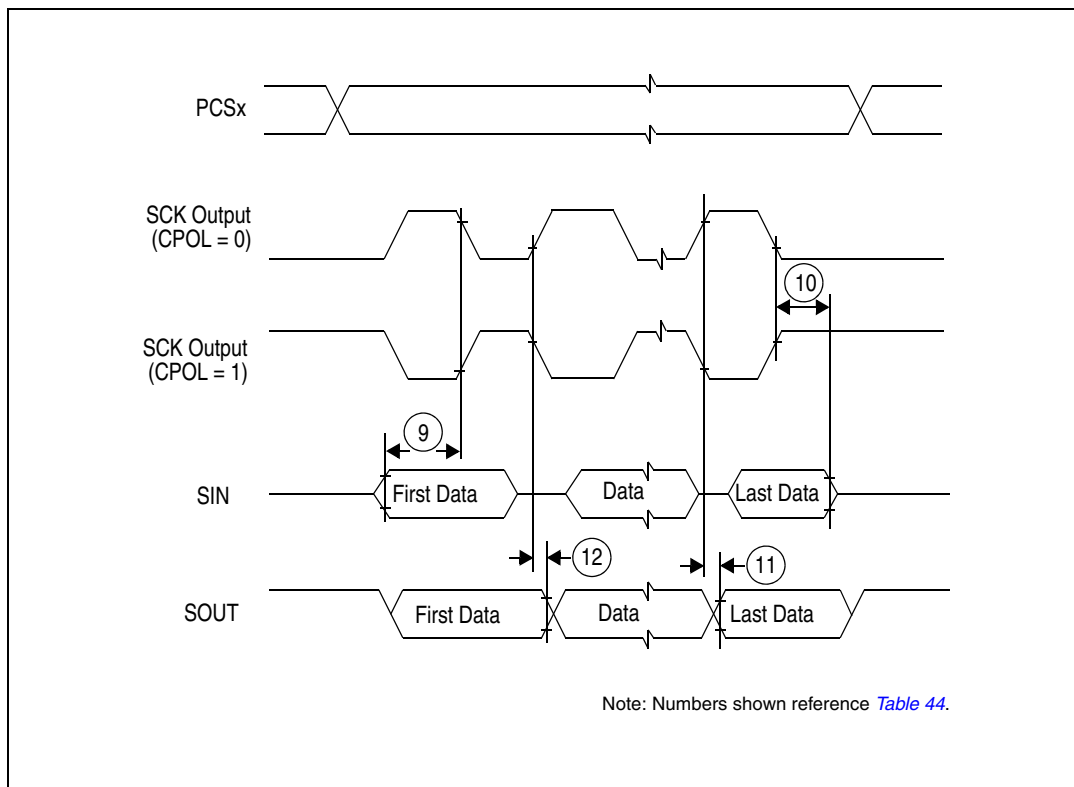 PCSx
SCK Output
(CPOL = 0)
10
SCK Output
(CPOL = 1)
9
SIN
First Data
Data
Last Data
12
11
SOUT
First Data
Data
Last Data
Note: Numbers shown reference Table 44.